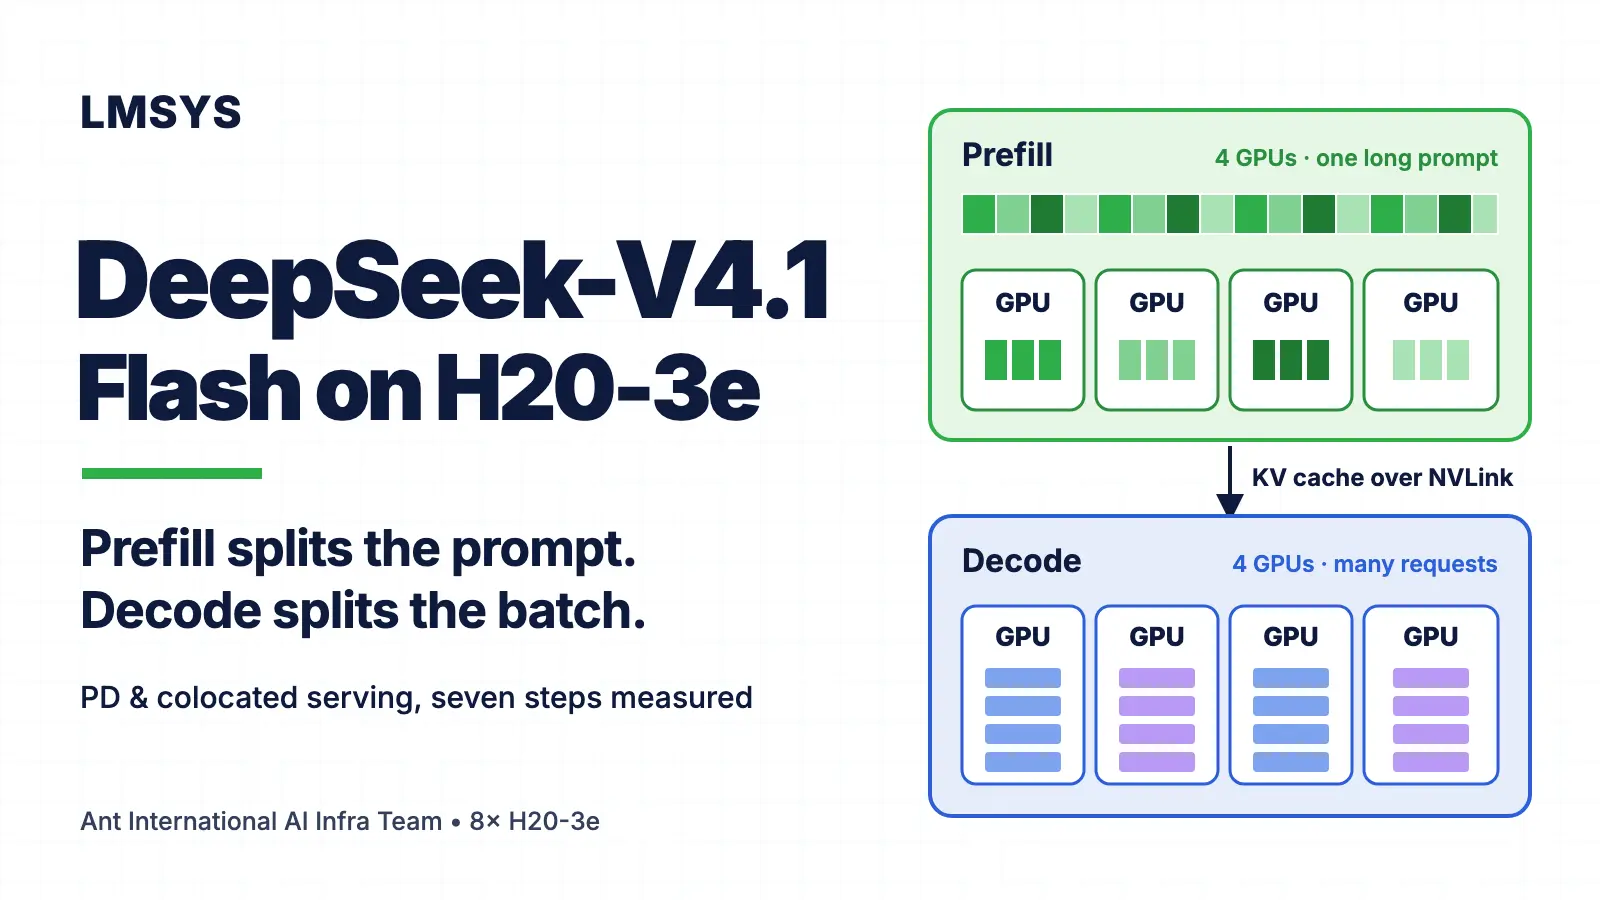 LMSYS
DeepSeek-V4.1
Flash on H20-3e
Prefill splits the prompt.
Decode splits the batch.
PD & colocated serving, seven steps measured
Ant International AI Infra Team • 8× H20-3e
Prefill
4 GPUs · one long prompt
GPU
GPU
GPU
GPU
KV cache over NVLink
Decode
4 GPUs · many requests
GPU
GPU
GPU
GPU